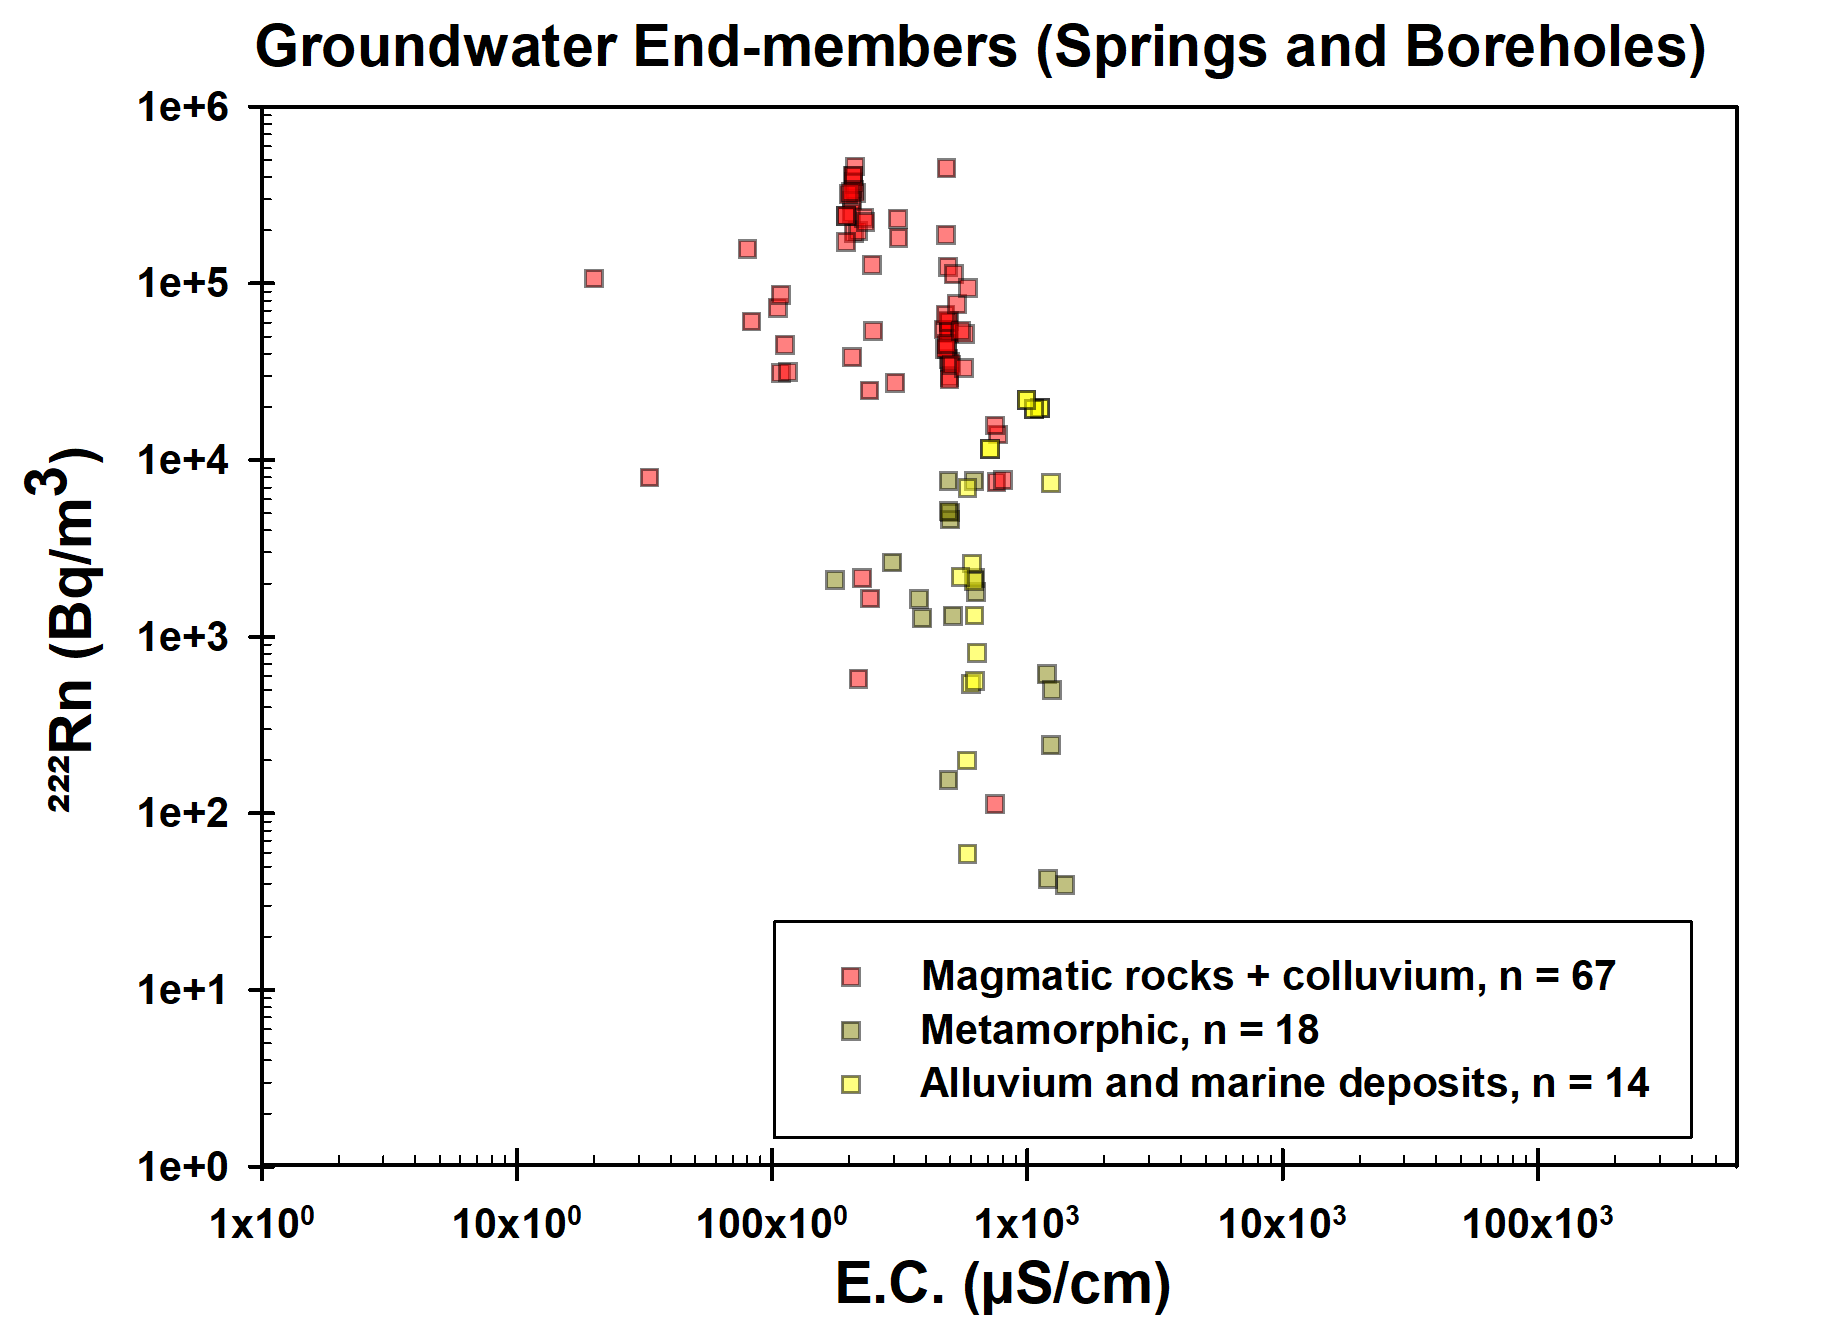 Groundwater End-members (Springs and Boreholes)
1e+6
1e+5
1e+4
1e+3
1e+2
1e+1
1e+0
²²²Rn (Bq/m³)
Magmatic rocks + colluvium, n = 67
Metamorphic, n = 18
Alluvium and marine deposits, n = 14
1x10⁰ 10x10⁰ 100x10⁰ 1x10³ 10x10³ 100x10³
E.C. (µS/cm)